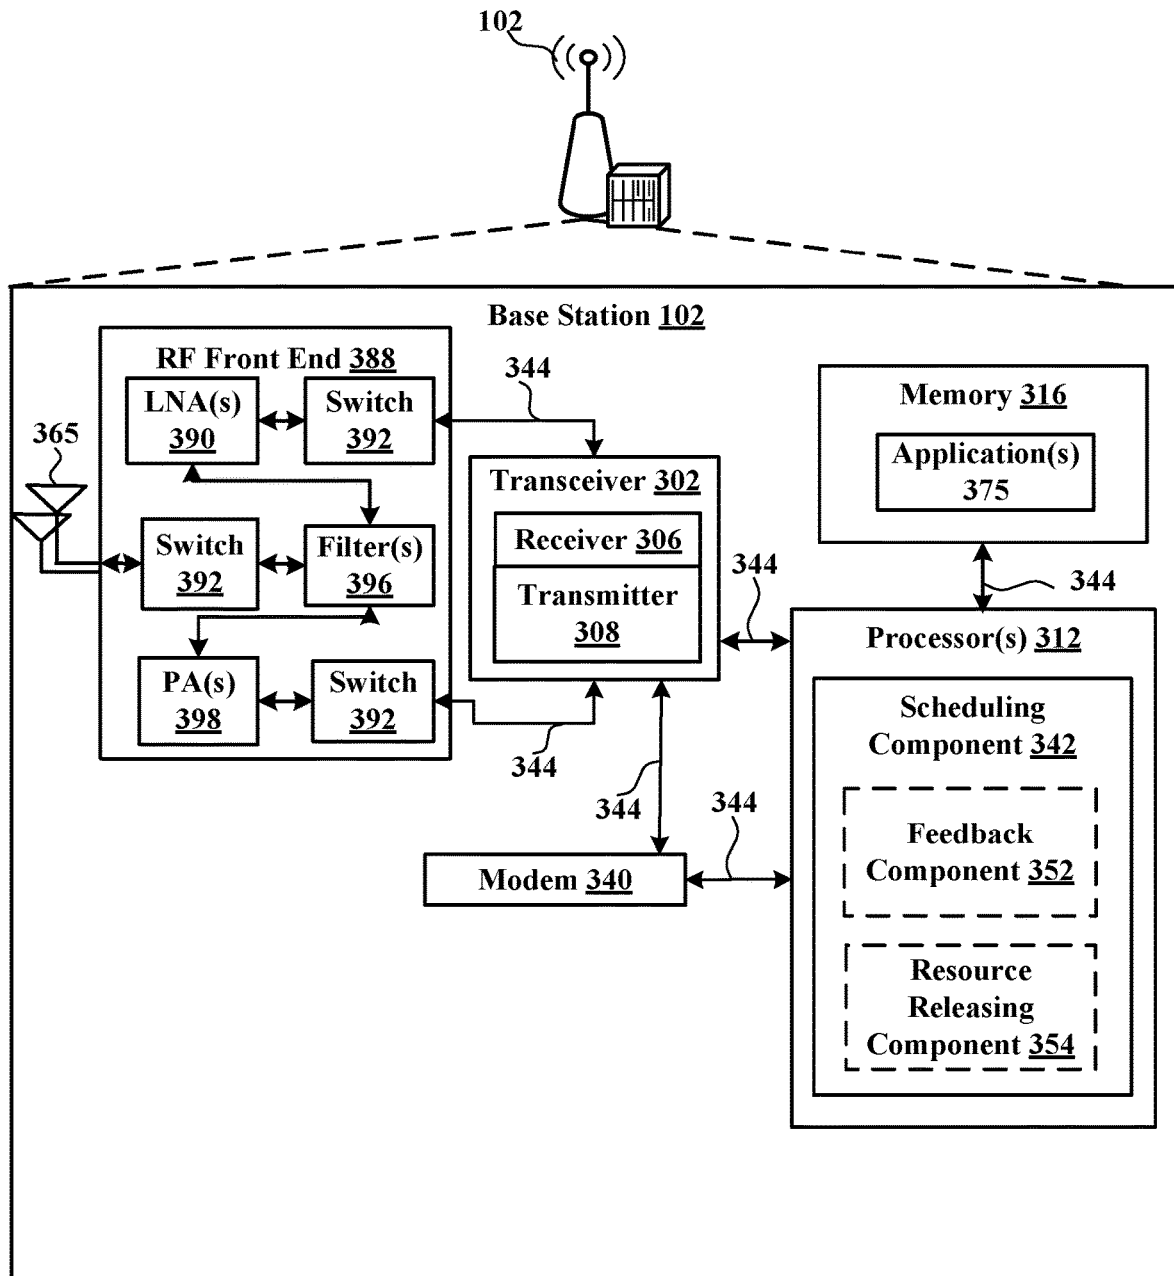 102
Base Station 102
RF Front End 388
LNA(s)
390
Switch
392
344
365
Switch
392
Filter(s)
396
PA(s)
398
Switch
392
344
Transceiver 302
Receiver 306
Transmitter
308
344
344
Modem 340
344
Memory 316
Application(s)
375
344
Processor(s) 312
Scheduling
Component 342
Feedback
Component 352
Resource
Releasing
Component 354